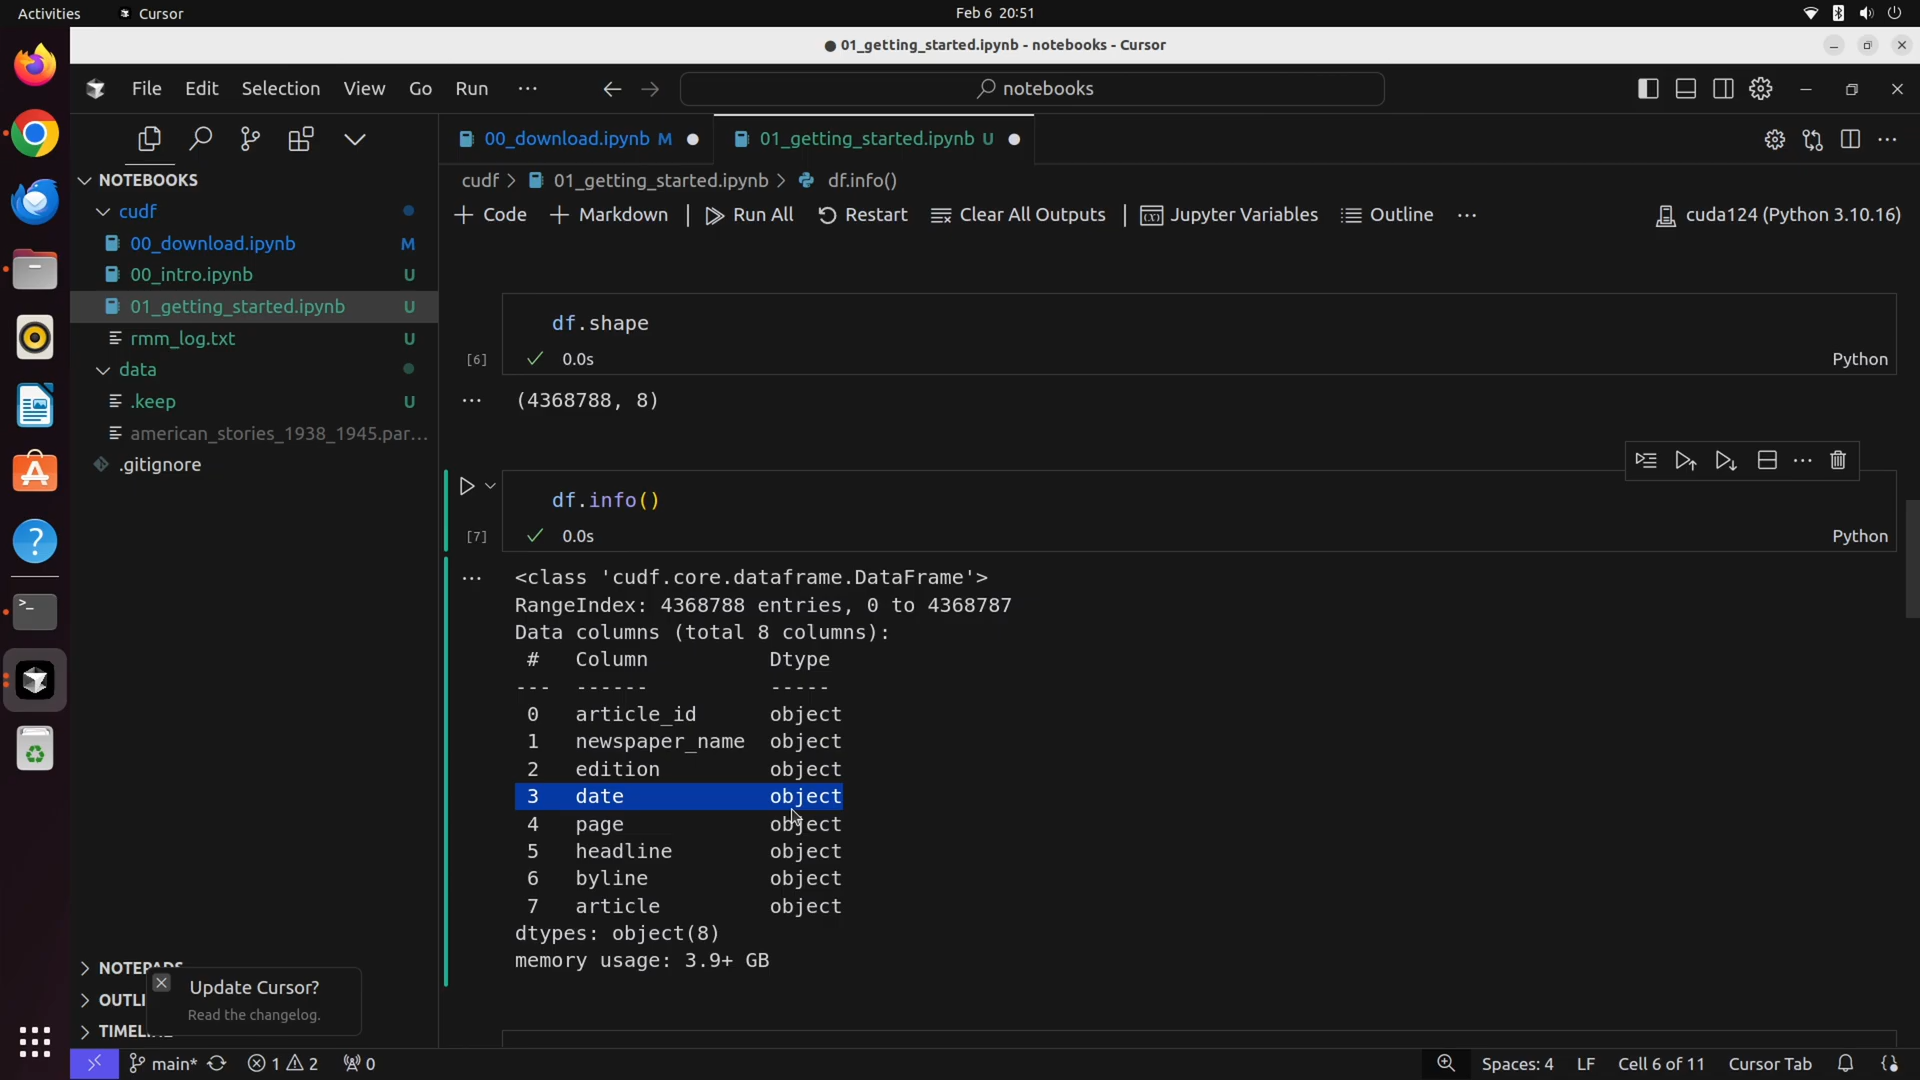 Activities
Cursor
Feb 6 20:51
01_getting_started.ipynb - notebooks - Cursor
File Edit Selection View Go Run
notebooks
00_download.ipynb M
01_getting_started.ipynb U
NOTEBOOKS
cudf
00_download.ipynb M
00_intro.ipynb U
01_getting_started.ipynb U
rmm_log.txt U
data
.keep U
american_stories_1938_1945.par...
.gitignore
NOTEPADS
OUTLI
TIMELINE
Update Cursor?
Read the changelog.
cudf > 01_getting_started.ipynb > df.info()
+ Code + Markdown | Run All Restart Clear All Outputs | Jupyter Variables Outline ...
cuda124 (Python 3.10.16)
df.shape
[6] 0.0s Python
(4368788, 8)
df.info()
[7] 0.0s Python
<class 'cudf.core.dataframe.DataFrame'>
RangeIndex: 4368788 entries, 0 to 4368787
Data columns (total 8 columns):
# Column Dtype
--- ------ -----
0 article_id object
1 newspaper_name object
2 edition object
3 date object
4 page object
5 headline object
6 byline object
7 article object
dtypes: object(8)
memory usage: 3.9+ GB
main* 1 2 0
Spaces: 4 LF Cell 6 of 11 Cursor Tab